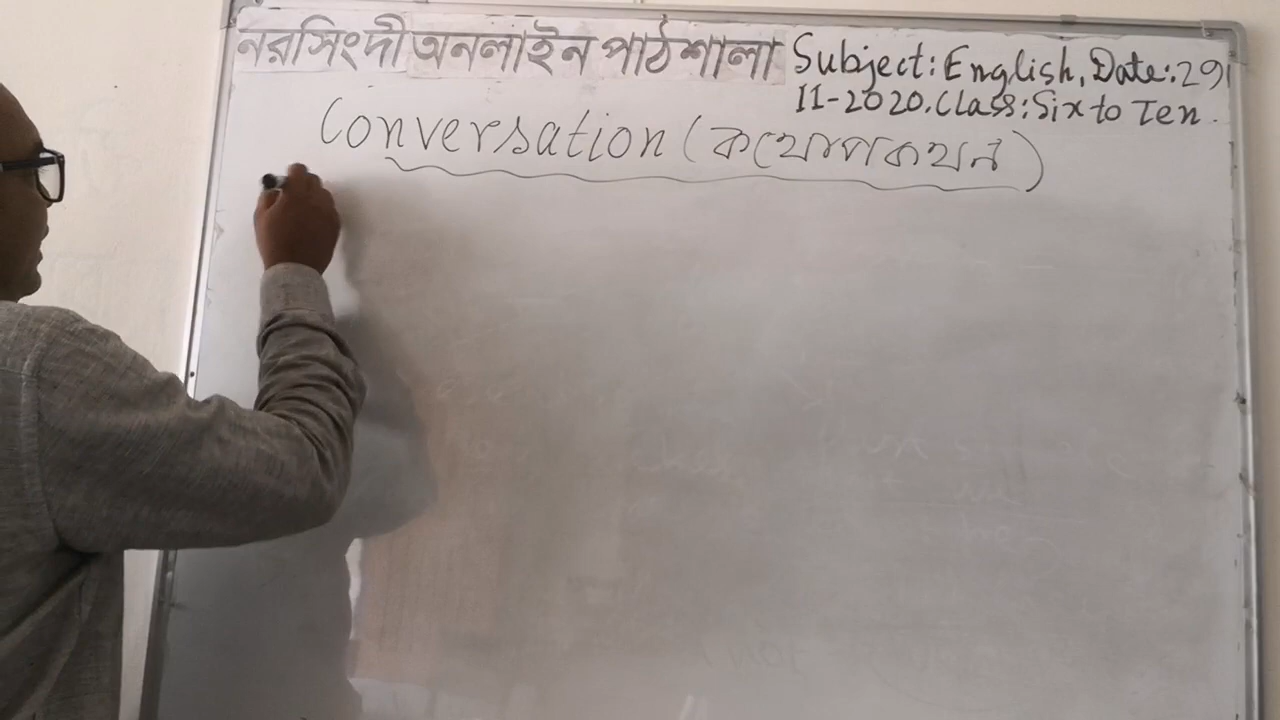 নরসিংদী অনলাইন পাঠশালা
Subject: English, Date: 29/
11-2020. Class: Six to Ten.
Conversation (কথোপকথন)